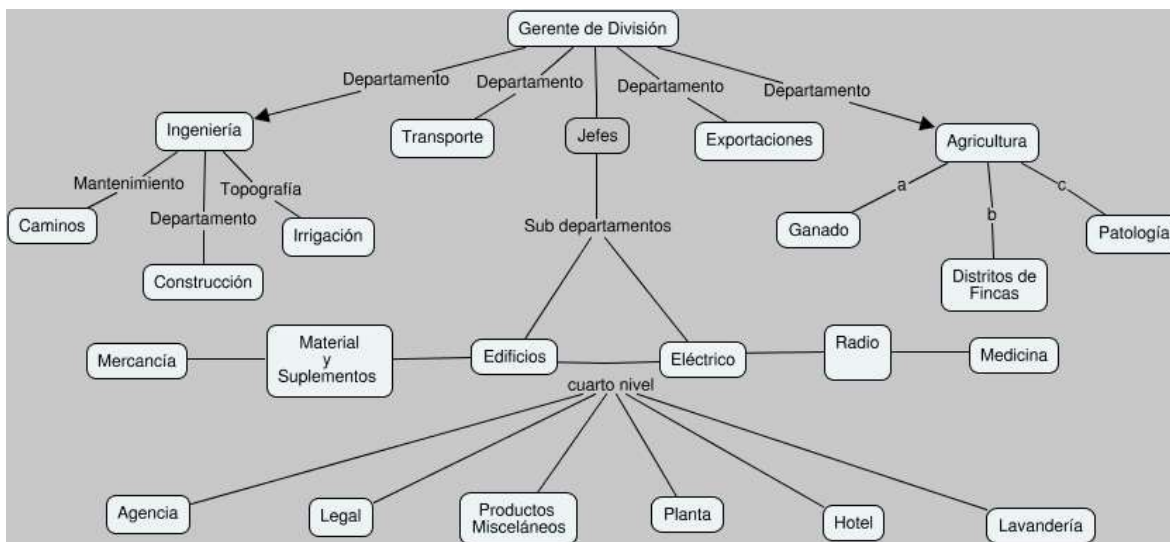 Gerente de División
Departamento
Departamento
Departamento
Departamento
Ingeniería
Transporte
Jefes
Exportaciones
Agricultura
Mantenimiento
Topografía
Departamento
a
b
c
Caminos
Irrigación
Construcción
Sub departamentos
Ganado
Patología
Distritos de
Fincas
Mercancía
Material
y
Suplementos
Edificios
Eléctrico
Radio
Medicina
cuarto nivel
Agencia
Legal
Productos
Misceláneos
Planta
Hotel
Lavandería